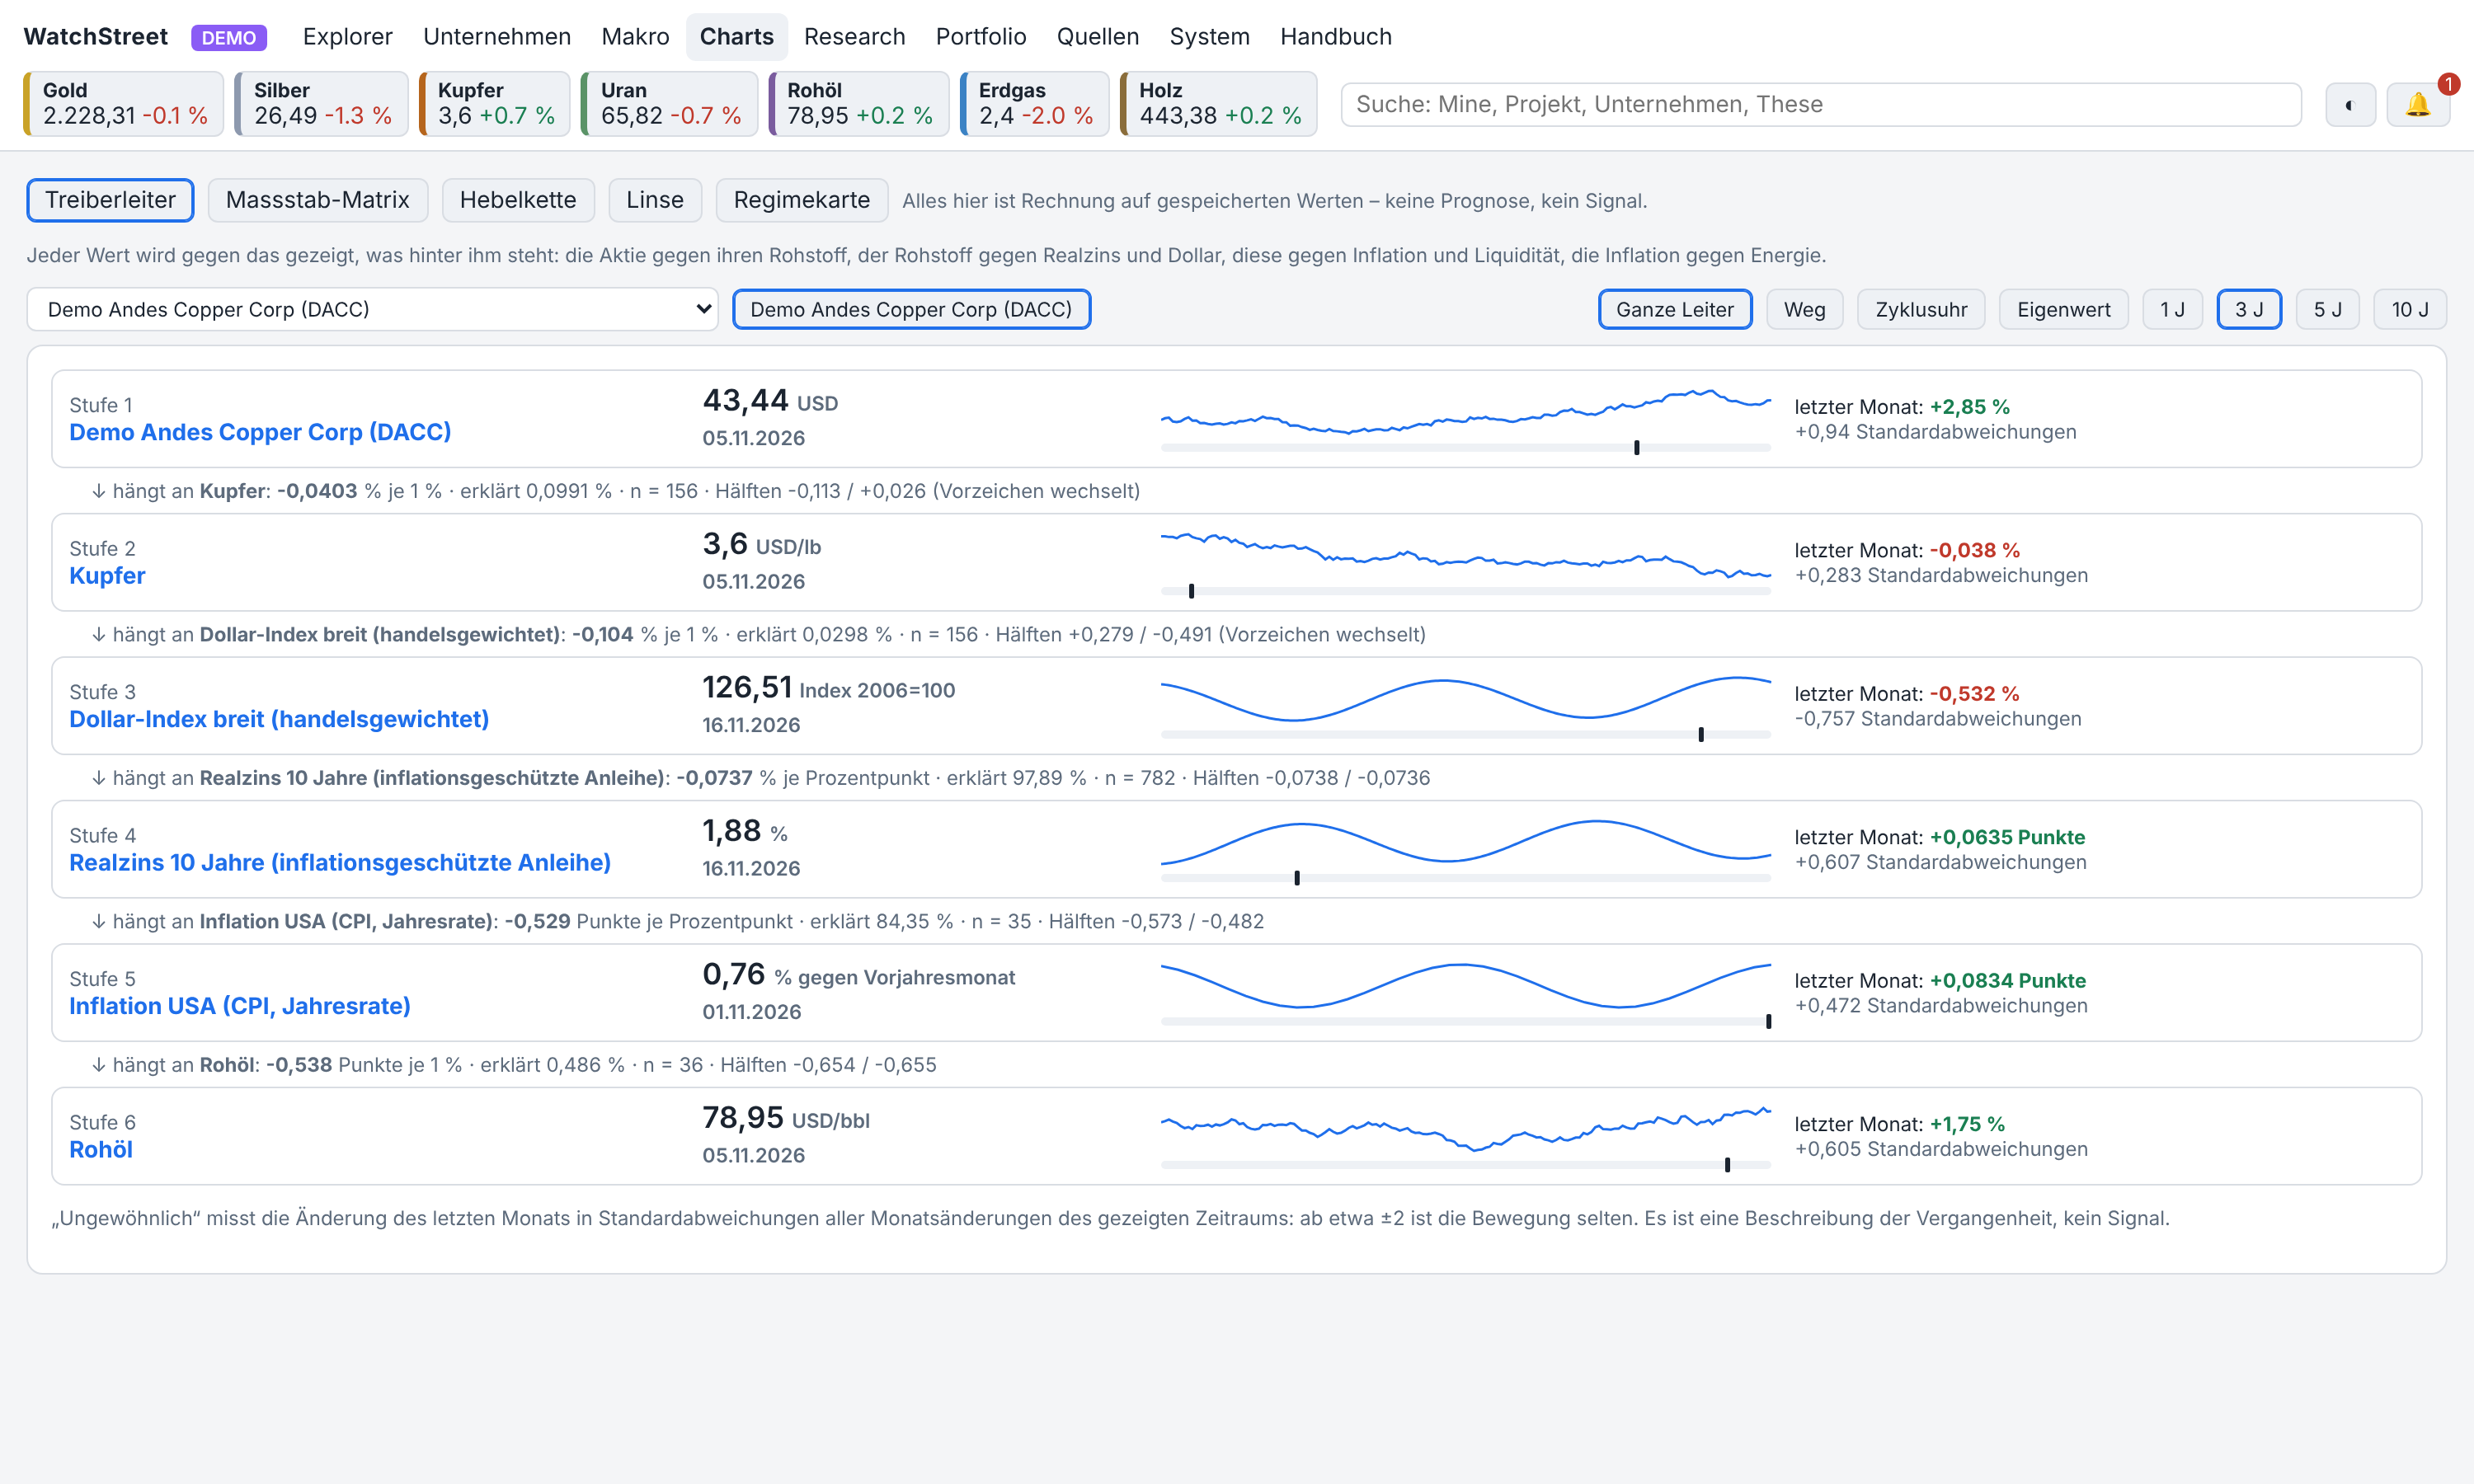 WatchStreet DEMO Explorer Unternehmen Makro Charts Research Portfolio Quellen System Handbuch
Gold Silber Kupfer Uran Rohöl Erdgas Holz
2.228,31 -0.1 % 26,49 -1.3 % 3,6 +0.7 % 65,82 -0.7 % 78,95 +0.2 % 2,4 -2.0 % 443,38 +0.2 % Suche: Mine, Projekt, Unternehmen, These 1
Treiberleiter Massstab-Matrix Hebelkette Linse Regimekarte Alles hier ist Rechnung auf gespeicherten Werten – keine Prognose, kein Signal.
Jeder Wert wird gegen das gezeigt, was hinter ihm steht: die Aktie gegen ihren Rohstoff, der Rohstoff gegen Realzins und Dollar, diese gegen Inflation und Liquidität, die Inflation gegen Energie.
Demo Andes Copper Corp (DACC) Demo Andes Copper Corp (DACC) Ganze Leiter Weg Zyklusuhr Eigenwert 1 J 3 J 5 J 10 J
Stufe 1 43,44 USD letzter Monat: +2,85 %
Demo Andes Copper Corp (DACC) 05.11.2026 +0,94 Standardabweichungen
↓ hängt an Kupfer: -0,0403 % je 1 % · erklärt 0,0991 % · n = 156 · Hälften -0,113 / +0,026 (Vorzeichen wechselt)
Stufe 2 3,6 USD/lb letzter Monat: -0,038 %
Kupfer 05.11.2026 +0,283 Standardabweichungen
↓ hängt an Dollar-Index breit (handelsgewichtet): -0,104 % je 1 % · erklärt 0,0298 % · n = 156 · Hälften +0,279 / -0,491 (Vorzeichen wechselt)
Stufe 3 126,51 Index 2006=100 letzter Monat: -0,532 %
Dollar-Index breit (handelsgewichtet) 16.11.2026 -0,757 Standardabweichungen
↓ hängt an Realzins 10 Jahre (inflationsgeschützte Anleihe): -0,0737 % je Prozentpunkt · erklärt 97,89 % · n = 782 · Hälften -0,0738 / -0,0736
Stufe 4 1,88 % letzter Monat: +0,0635 Punkte
Realzins 10 Jahre (inflationsgeschützte Anleihe) 16.11.2026 +0,607 Standardabweichungen
↓ hängt an Inflation USA (CPI, Jahresrate): -0,529 Punkte je Prozentpunkt · erklärt 84,35 % · n = 35 · Hälften -0,573 / -0,482
Stufe 5 0,76 % gegen Vorjahresmonat letzter Monat: +0,0834 Punkte
Inflation USA (CPI, Jahresrate) 01.11.2026 +0,472 Standardabweichungen
↓ hängt an Rohöl: -0,538 Punkte je 1 % · erklärt 0,486 % · n = 36 · Hälften -0,654 / -0,655
Stufe 6 78,95 USD/bbl letzter Monat: +1,75 %
Rohöl 05.11.2026 +0,605 Standardabweichungen
„Ungewöhnlich“ misst die Änderung des letzten Monats in Standardabweichungen aller Monatsänderungen des gezeigten Zeitraums: ab etwa ±2 ist die Bewegung selten. Es ist eine Beschreibung der Vergangenheit, kein Signal.